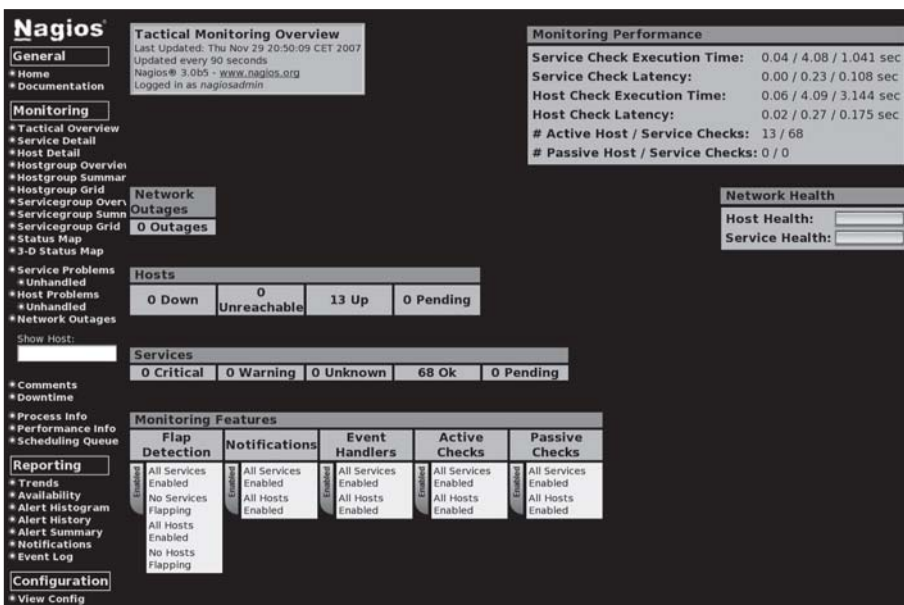 Nagios®
General
Home
Documentation
Monitoring
Tactical Overview
Service Detail
Host Detail
Hostgroup Overview
Hostgroup Summar
Hostgroup Grid
Servicegroup Overv
Servicegroup Summ
Servicegroup Grid
Status Map
3-D Status Map
Service Problems
Unhandled
Host Problems
Unhandled
Network Outages
Show Host:
Comments
Downtime
Process Info
Performance Info
Scheduling Queue
Reporting
Trends
Availability
Alert Histogram
Alert History
Alert Summary
Notifications
Event Log
Configuration
View Config
Tactical Monitoring Overview
Last Updated: Thu Nov 29 20:50:09 CET 2007
Updated every 90 seconds
Nagios® 3.0b5 - www.nagios.org
Logged in as nagiosadmin
Monitoring Performance
Service Check Execution Time: 0.04 / 4.08 / 1.041 sec
Service Check Latency: 0.00 / 0.23 / 0.108 sec
Host Check Execution Time: 0.06 / 4.09 / 3.144 sec
Host Check Latency: 0.02 / 0.27 / 0.175 sec
# Active Host / Service Checks: 13 / 68
# Passive Host / Service Checks: 0 / 0
Network
Outages
0 Outages
Network Health
Host Health:
Service Health:
Hosts
0 Down 0 Unreachable 13 Up 0 Pending
Services
0 Critical 0 Warning 0 Unknown 68 Ok 0 Pending
Monitoring Features
Flap Detection Notifications Event Handlers Active Checks Passive Checks
Enabled
All Services
Enabled
No Services
Flapping
All Hosts
Enabled
No Hosts
Flapping
Enabled
All Services
Enabled
All Hosts
Enabled
Enabled
All Services
Enabled
All Hosts
Enabled
Enabled
All Services
Enabled
All Hosts
Enabled
Enabled
All Services
Enabled
All Hosts
Enabled